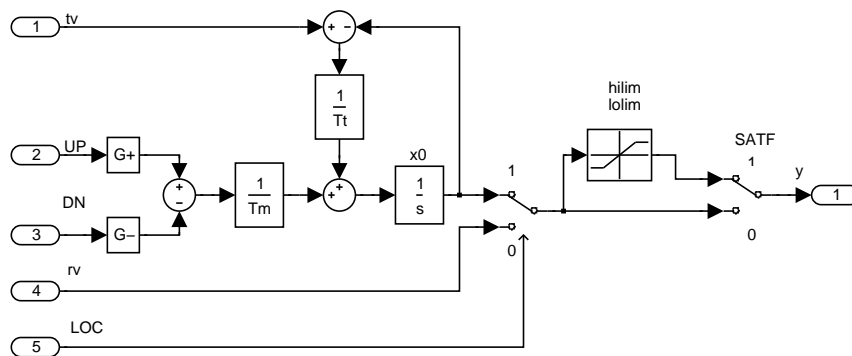 1 tv + −
1
Tt
hilim
lolim
2 UP G+ x0 SATF
+
−
1
Tm
+ +
1
s
1
1
y
1
DN
3 G−
0
0
rv
4
LOC
5